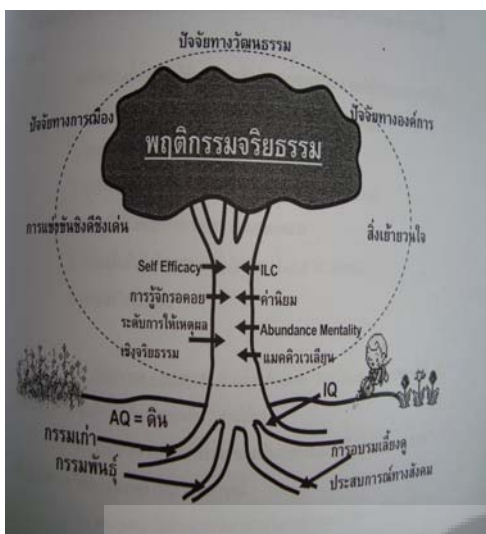 ปัจจัยทางวัฒนธรรม
ปัจจัยทางการเมือง
ปัจจัยทางองค์การ
พฤติกรรมจริยธรรม
การแข่งขันชิงดีชิงเด่น
สิ่งเย้ายวนใจ
Self Efficacy
ILC
การรู้จักรอคอย
ค่านิยม
ระดับการให้เหตุผล
เชิงจริยธรรม
Abundance Mentality
แมคคิวเวเลียน
IQ
AQ = ดิน
กรรมเก่า
กรรมพันธุ์
การอบรมเลี้ยงดู
ประสบการณ์ทางสังคม